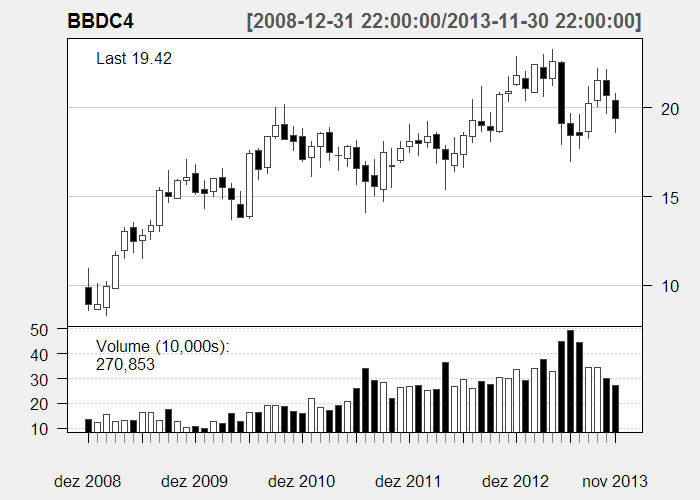 BBDC4 [2008-12-31 22:00:00/2013-11-30 22:00:00]
Last 19.42
20
15
10
50
40
30
20
10
Volume (10,000s):
270,853
dez 2008 dez 2009 dez 2010 dez 2011 dez 2012 nov 2013